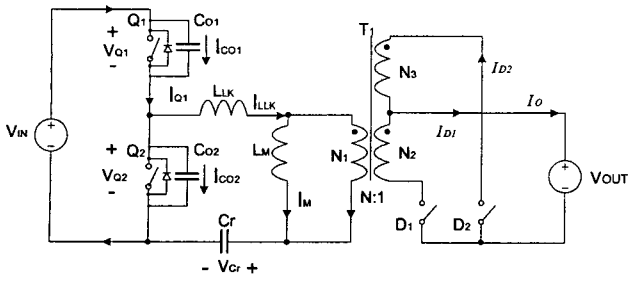 Q1
CO1
+
VQ1
-
ICO1
T1
IQ1
LLK
ILLK
N3
ID2
IO
ID1
VIN
+
-
+
Q2
VQ2
-
CO2
ICO2
LM
N1
N2
IM
N:1
D1
D2
+
-
VOUT
Cr
- VCr +